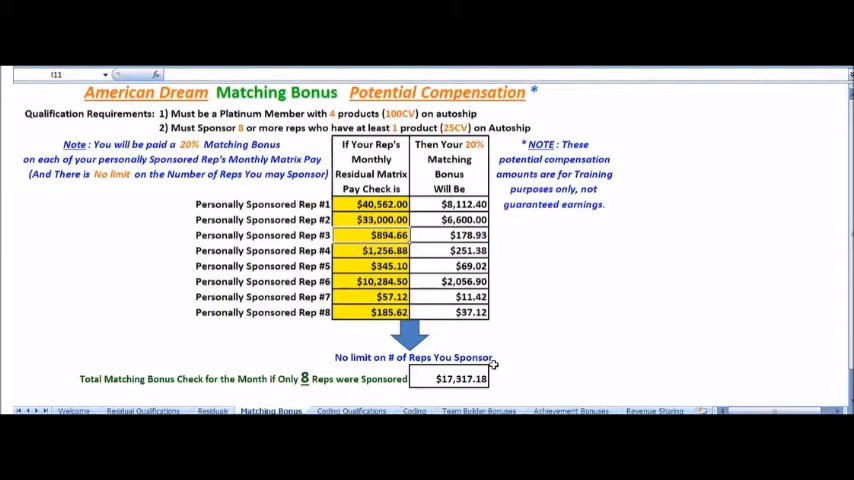 I11
fx
American Dream Matching Bonus Potential Compensation *
Qualification Requirements: 1) Must be a Platinum Member with 4 products (100CV) on autoship
2) Must Sponsor 8 or more reps who have at least 1 product (25CV) on Autoship
Note : You will be paid a 20% Matching Bonus
on each of your personally Sponsored Rep's Monthly Matrix Pay
(And There is No limit on the Number of Reps You may Sponsor)
If Your Rep's
Monthly
Residual Matrix
Pay Check is
Then Your 20%
Matching
Bonus
Will Be
* NOTE: These
potential compensation
amounts are for Training
purposes only, not
guaranteed earnings.
Personally Sponsored Rep #1 $40,562.00 $8,112.40
Personally Sponsored Rep #2 $33,000.00 $6,600.00
Personally Sponsored Rep #3 $894.66 $178.93
Personally Sponsored Rep #4 $1,256.88 $251.38
Personally Sponsored Rep #5 $345.10 $69.02
Personally Sponsored Rep #6 $10,284.50 $2,056.90
Personally Sponsored Rep #7 $57.12 $11.42
Personally Sponsored Rep #8 $185.62 $37.12
No limit on # of Reps You Sponsor
Total Matching Bonus Check for the Month if Only 8 Reps were Sponsored $17,317.18
Welcome Residual Qualifications Residuals Matching Bonus Coding Qualifications Coding Team Builder Bonuses Achievement Bonuses Revenue Sharing